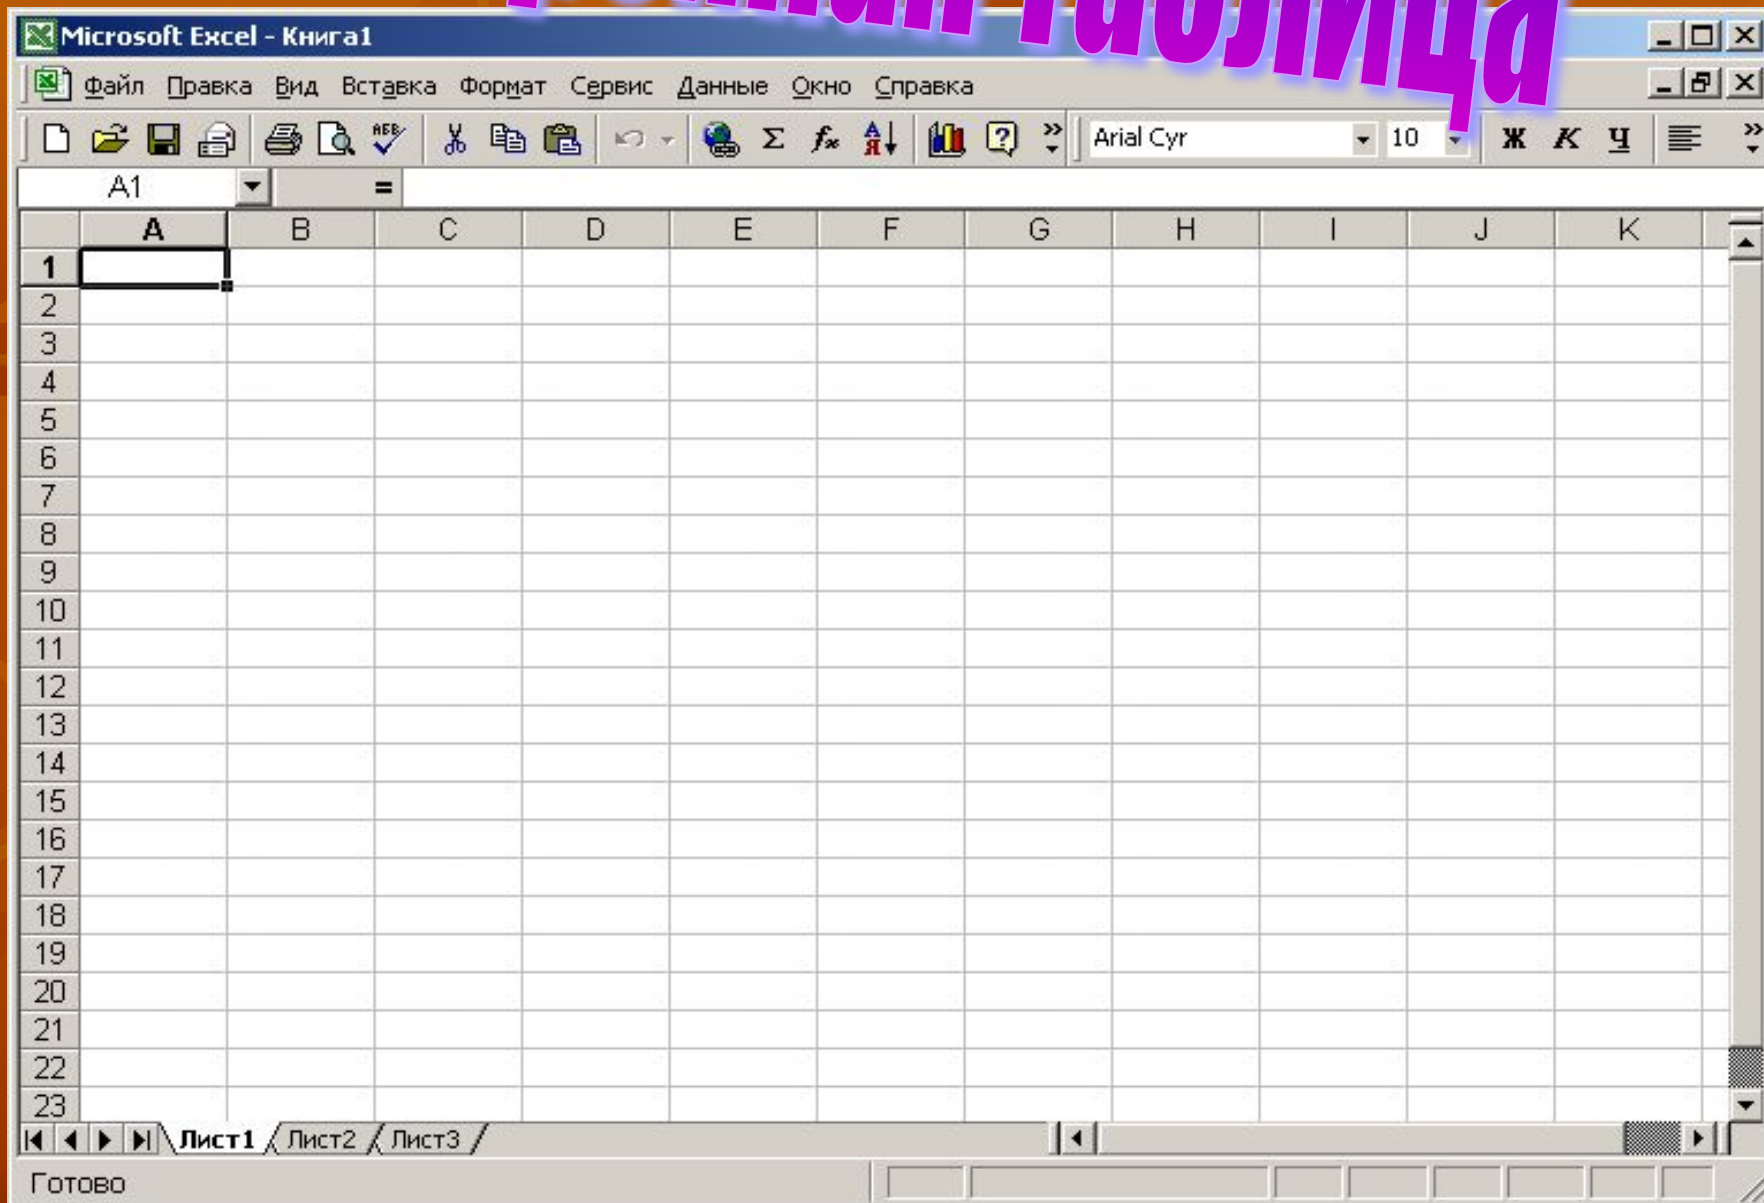 таблица
Microsoft Excel - Книга1
Файл Правка Вид Вставка Формат Сервис Данные Окно Справка
Arial Cyr 10 Ж К Ч
A1 =
A B C D E F G H I J K
1
2
3
4
5
6
7
8
9
10
11
12
13
14
15
16
17
18
19
20
21
22
23
Лист1 Лист2 Лист3
Готово